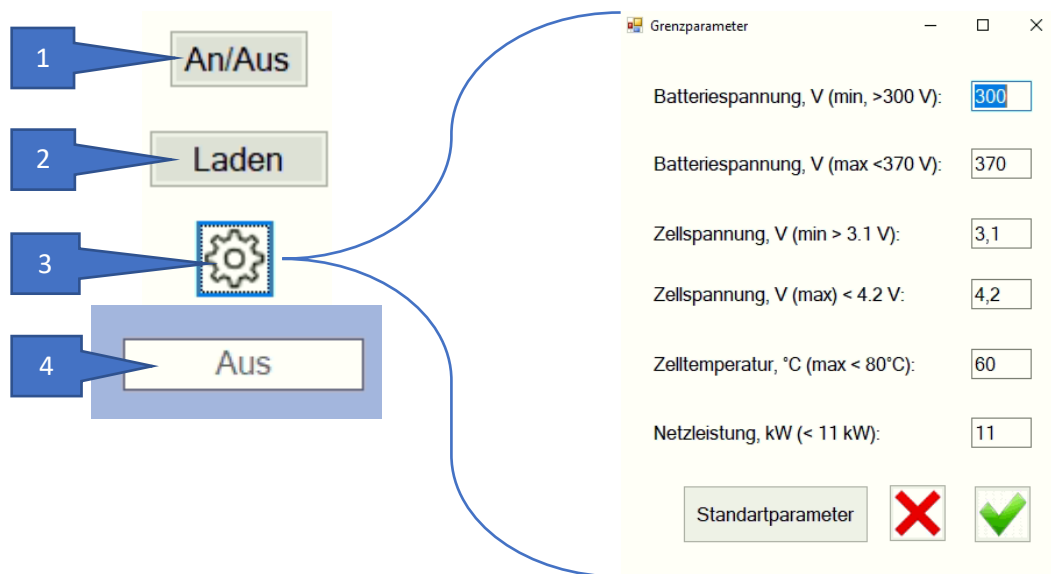 1
An/Aus
2
Laden
3
4
Aus
Grenzparameter
Batteriespannung, V (min, >300 V): 300
Batteriespannung, V (max <370 V): 370
Zellspannung, V (min > 3.1 V): 3,1
Zellspannung, V (max) < 4.2 V: 4,2
Zelltemperatur, °C (max < 80°C): 60
Netzleistung, kW (< 11 kW): 11
Standartparameter